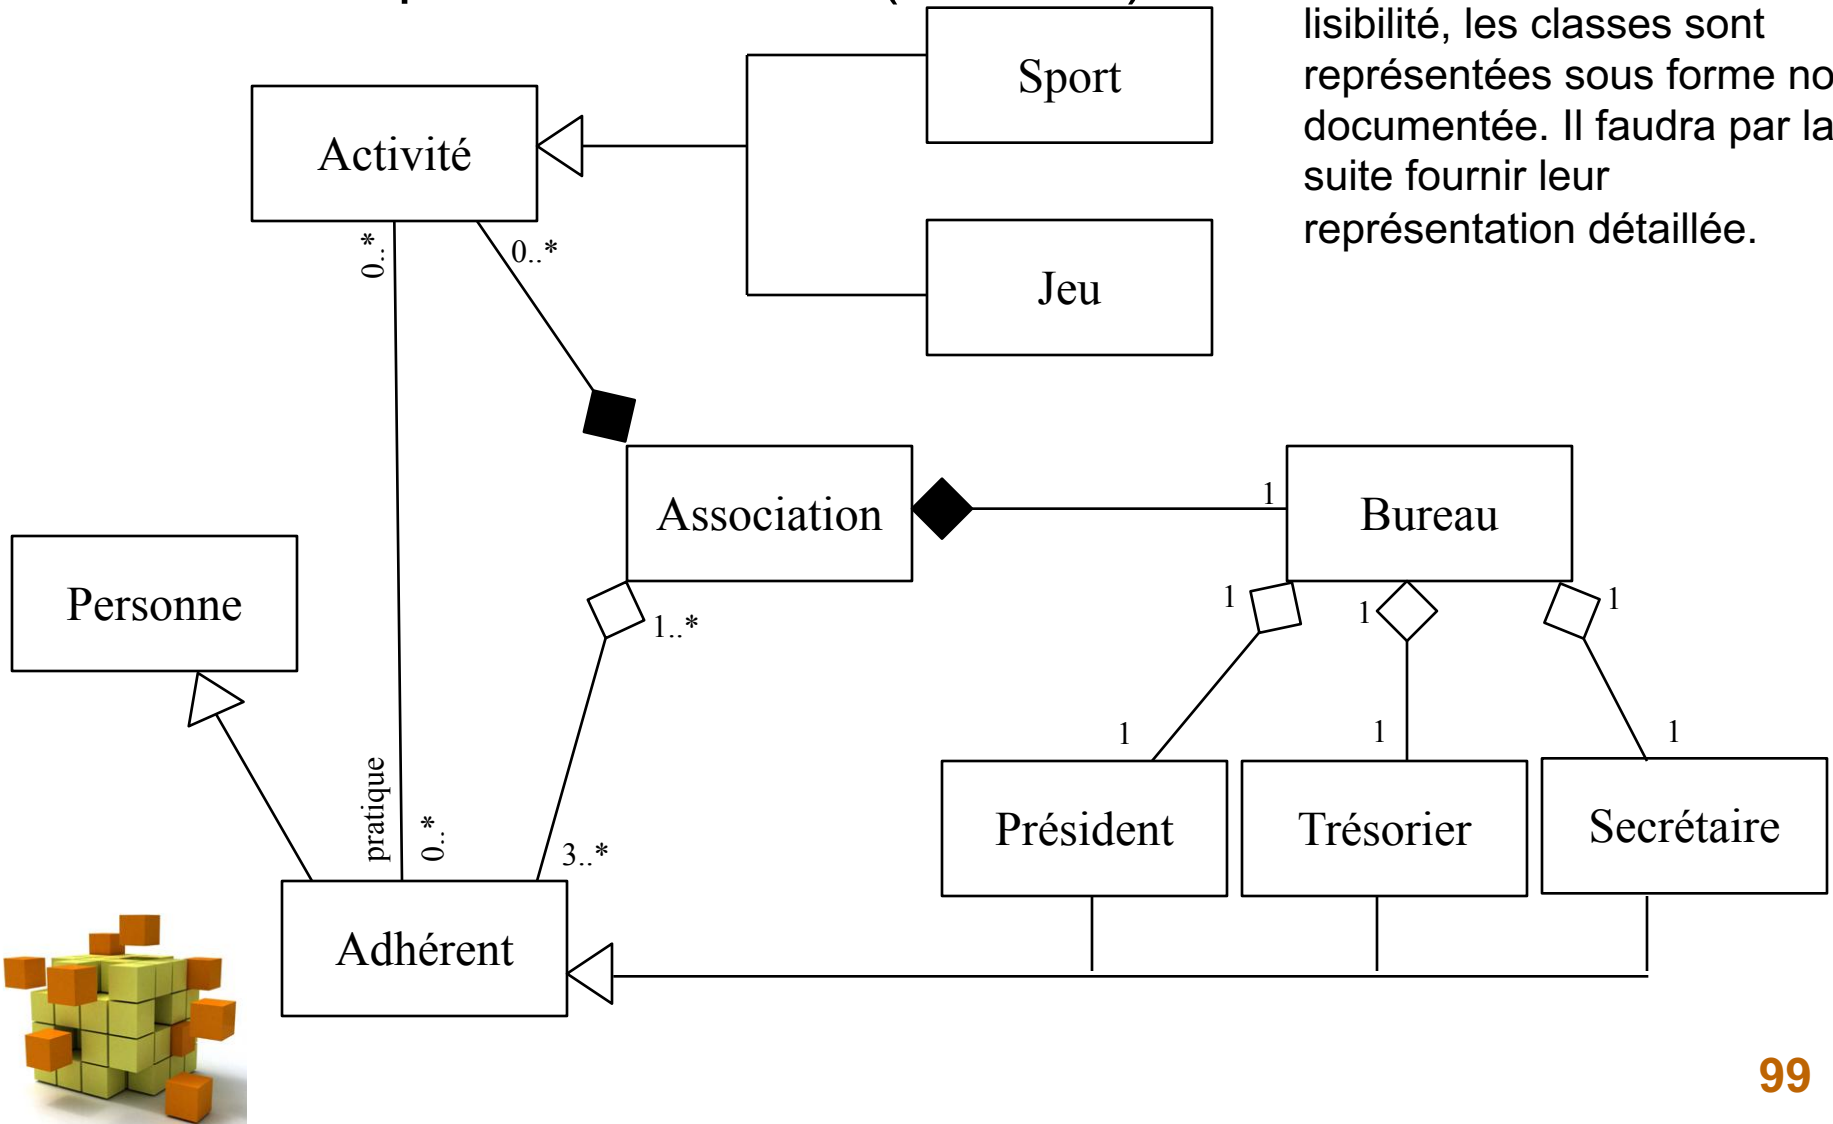 lisibilité, les classes sont
représentées sous forme no
documentée. Il faudra par la
suite fournir leur
représentation détaillée.
Sport
Activité
0..*
0..*
Jeu
Association
1
Bureau
Personne
1..*
1
1
1
pratique
0..*
3..*
1
1
1
Président
Trésorier
Secrétaire
Adhérent
99